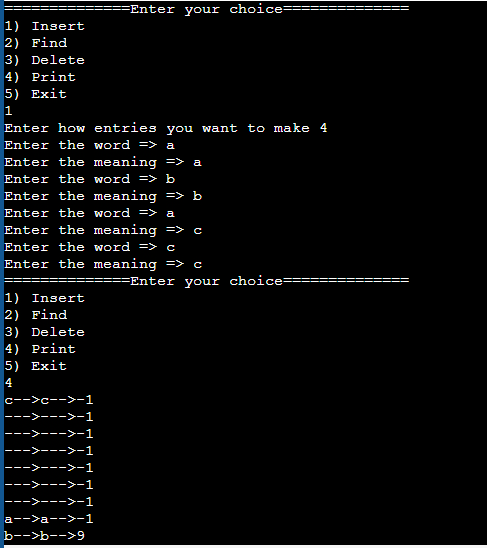 ==============Enter your choice==============
1) Insert
2) Find
3) Delete
4) Print
5) Exit
1
Enter how entries you want to make 4
Enter the word => a
Enter the meaning => a
Enter the word => b
Enter the meaning => b
Enter the word => a
Enter the meaning => c
Enter the word => c
Enter the meaning => c
==============Enter your choice==============
1) Insert
2) Find
3) Delete
4) Print
5) Exit
4
c-->c-->-1
--->--->-1
--->--->-1
--->--->-1
--->--->-1
--->--->-1
--->--->-1
a-->a-->-1
b-->b-->9